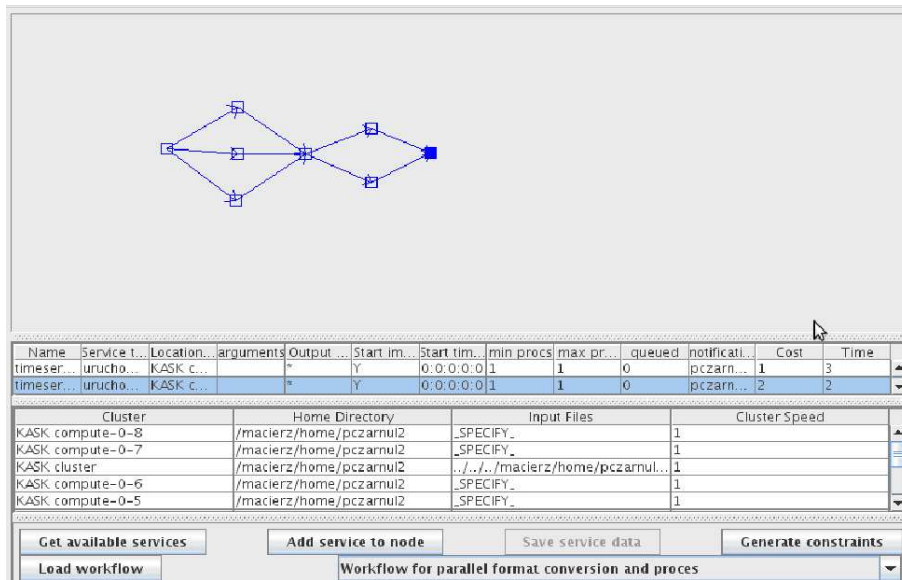 Name Service t... Location... arguments Output ... Start im... Start tim... min procs max pr... queued notificati... Cost Time
timeser... urucho... KASK c... * Y 0:0:0:0:0 1 1 0 pczarn... 1 3
timeser... urucho... KASK c... * Y 0:0:0:0:0 1 1 0 pczarn... 2 2
Cluster Home Directory Input Files Cluster Speed
KASK compute-0-8 /macierz/home/pczarnul2 _SPECIFY_ 1
KASK compute-0-7 /macierz/home/pczarnul2 _SPECIFY_ 1
KASK cluster /macierz/home/pczarnul2 ../../../macierz/home/pczarnul... 1
KASK compute-0-6 /macierz/home/pczarnul2 _SPECIFY_ 1
KASK compute-0-5 /macierz/home/pczarnul2 _SPECIFY_ 1
Get available services Add service to node Save service data Generate constraints
Load workflow Workflow for parallel format conversion and proces